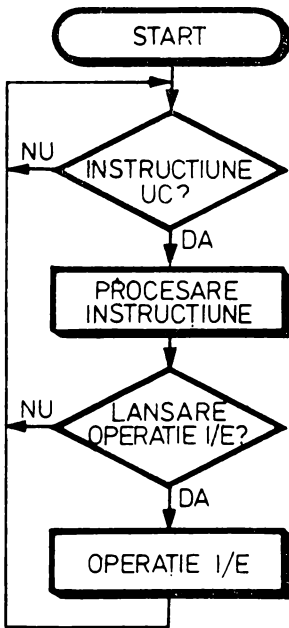 START
NU
INSTRUCTIUNE
UC?
DA
PROCESARE
INSTRUCTIUNE
NU
LANSARE
OPERATIE I/E?
DA
OPERATIE I/E